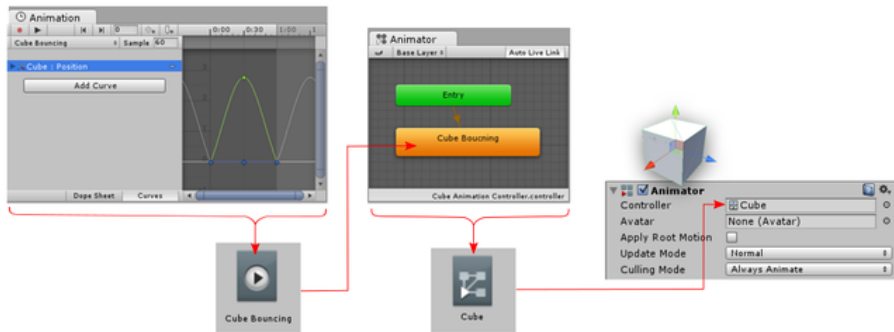 Animation
0
0:00
0:30
1:00
Cube Bouncing
Sample
60
Cube : Position
Add Curve
Dope Sheet
Curves
Animator
Base Layer
Auto Live Link
Entry
Cube Boucning
Cube Animation Controller.controller
Animator
Controller
Cube
Avatar
None (Avatar)
Apply Root Motion
Update Mode
Normal
Culling Mode
Always Animate
Cube Bouncing
Cube